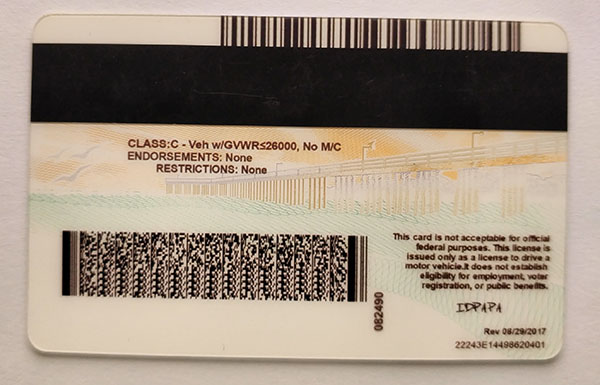 CLASS:C - Veh w/GVWR≤26000, No M/C
ENDORSEMENTS: None
RESTRICTIONS: None
This card is not acceptable for official
federal purposes. This license is
issued only as a license to drive a
motor vehicle.It does not establish
eligibility for employment, voter
registration, or public benefits.
IDPAPA
082490
Rev 08/29/2017
22243E14498620401